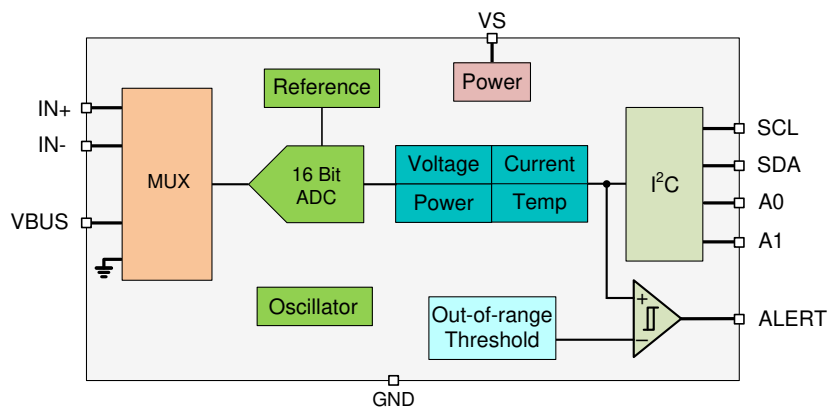 VS
Reference
Power
IN+
IN-
MUX
VBUS
16 Bit
ADC
Voltage
Current
Power
Temp
I²C
SCL
SDA
A0
A1
Oscillator
Out-of-range
Threshold
+
−
ALERT
GND